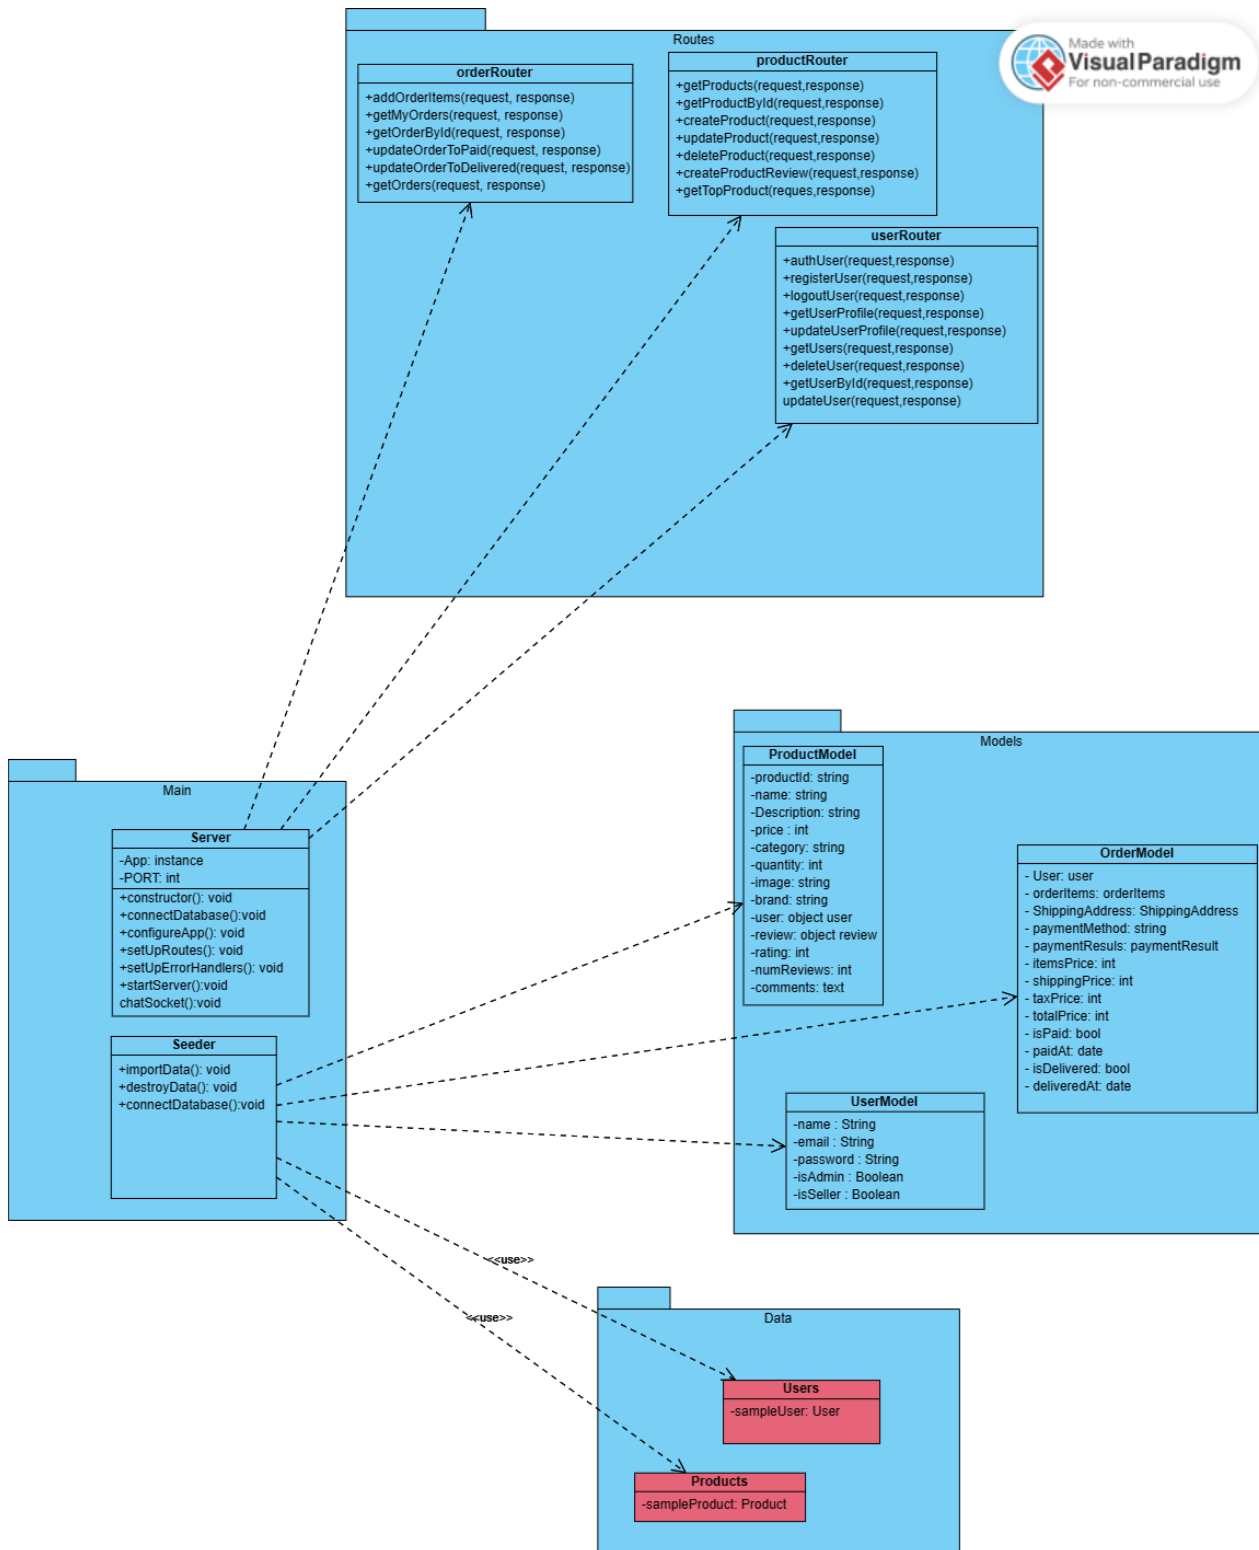 Made with
VisualParadigm
For non-commercial use
Routes
orderRouter
+addOrderItems(request, response)
+getMyOrders(request, response)
+getOrderById(request, response)
+updateOrderToPaid(request, response)
+updateOrderToDelivered(request, response)
+getOrders(request, response)
productRouter
+getProducts(request,response)
+getProductById(request,response)
+createProduct(request,response)
+updateProduct(request,response)
+deleteProduct(request,response)
+createProductReview(request,response)
+getTopProduct(reques,response)
userRouter
+authUser(request,response)
+registerUser(request,response)
+logoutUser(request,response)
+getUserProfile(request,response)
+updateUserProfile(request,response)
+getUsers(request,response)
+deleteUser(request,response)
+getUserById(request,response)
updateUser(request,response)
Main
Server
-App: instance
-PORT: int
+constructor(): void
+connectDatabase():void
+configureApp(): void
+setUpRoutes(): void
+setUpErrorHandlers(): void
+startServer():void
chatSocket():void
Seeder
+importData(): void
+destroyData(): void
+connectDatabase():void
Models
ProductModel
-productId: string
-name: string
-Description: string
-price : int
-category: string
-quantity: int
-image: string
-brand: string
-user: object user
-review: object review
-rating: int
-numReviews: int
-comments: text
OrderModel
- User: user
- orderItems: orderItems
- ShippingAddress: ShippingAddress
- paymentMethod: string
- paymentResuls: paymentResult
- itemsPrice: int
- shippingPrice: int
- taxPrice: int
- totalPrice: int
- isPaid: bool
- paidAt: date
- isDelivered: bool
- deliveredAt: date
UserModel
-name : String
-email : String
-password : String
-isAdmin : Boolean
-isSeller : Boolean
<<use>>
<<use>>
Data
Users
-sampleUser: User
Products
-sampleProduct: Product